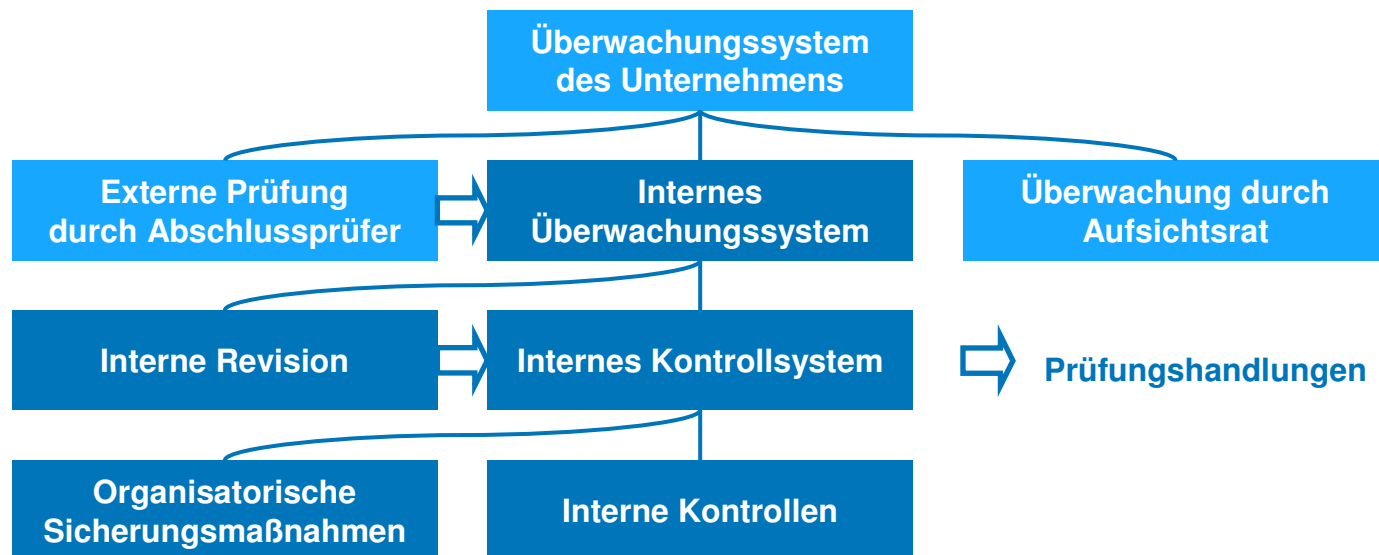 Überwachungssystem
des Unternehmens
Externe Prüfung
durch Abschlussprüfer
Internes
Überwachungssystem
Überwachung durch
Aufsichtsrat
Interne Revision
Internes Kontrollsystem
Prüfungshandlungen
Organisatorische
Sicherungsmaßnahmen
Interne Kontrollen